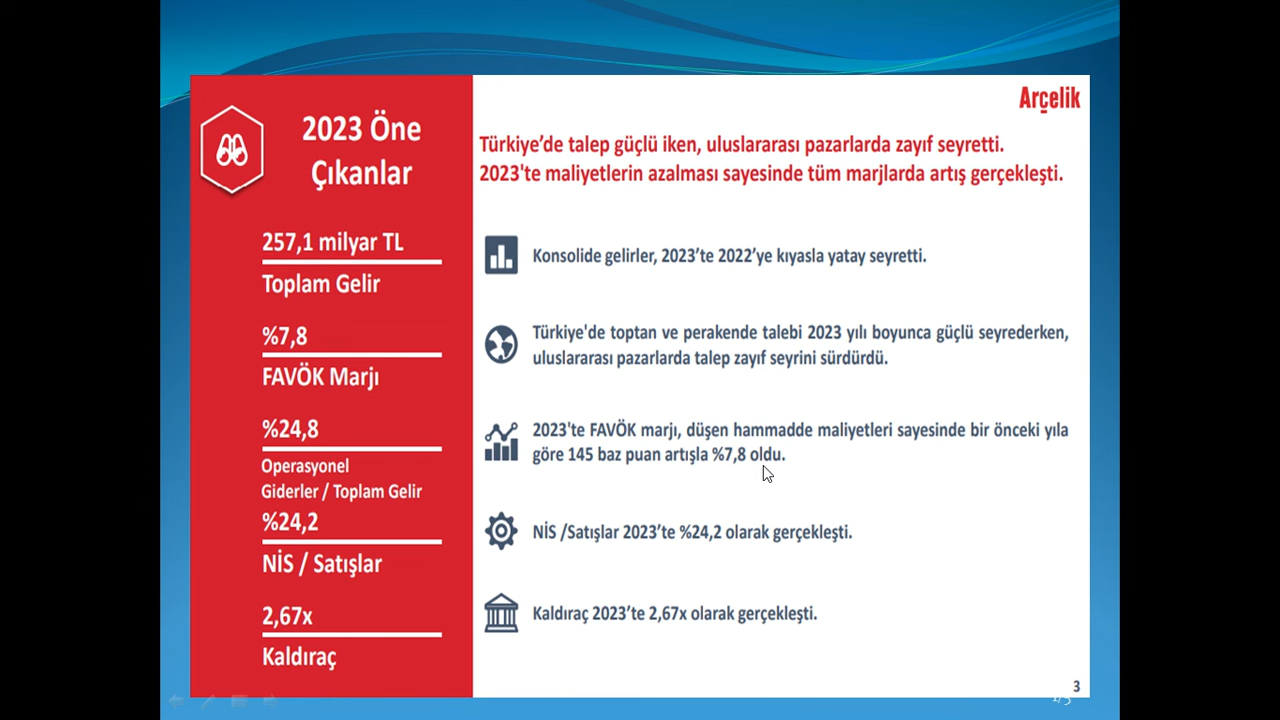 Arçelik
2023 Öne
Çıkanlar
257,1 milyar TL
Toplam Gelir
%7,8
FAVÖK Marjı
%24,8
Operasyonel
Giderler / Toplam Gelir
%24,2
NİS / Satışlar
2,67x
Kaldıraç
Türkiye’de talep güçlü iken, uluslararası pazarlarda zayıf seyretti.
2023'te maliyetlerin azalması sayesinde tüm marjlarda artış gerçekleşti.
Konsolide gelirler, 2023’te 2022’ye kıyasla yatay seyretti.
Türkiye'de toptan ve perakende talebi 2023 yılı boyunca güçlü seyrederken,
uluslararası pazarlarda talep zayıf seyrini sürdürdü.
2023'te FAVÖK marjı, düşen hammadde maliyetleri sayesinde bir önceki yıla
göre 145 baz puan artışla %7,8 oldu.
NİS /Satışlar 2023’te %24,2 olarak gerçekleşti.
Kaldıraç 2023’te 2,67x olarak gerçekleşti.
3